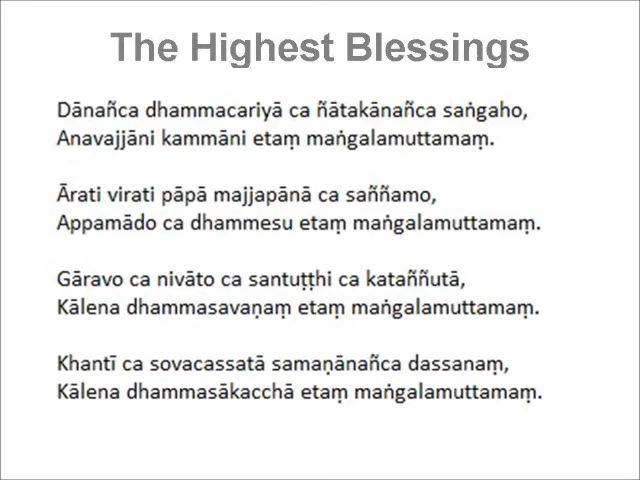 The Highest Blessings
Dānañca dhammacariyā ca ñātakānañca saṅgaho,
Anavajjāni kammāni etaṃ maṅgalamuttamaṃ.
Ārati virati pāpā majjapānā ca saññamo,
Appamādo ca dhammesu etaṃ maṅgalamuttamaṃ.
Gāravo ca nivāto ca santuṭṭhi ca kataññutā,
Kālena dhammasavaṇaṃ etaṃ maṅgalamuttamaṃ.
Khantī ca sovacassatā samaṇānañca dassanaṃ,
Kālena dhammasākacchā etaṃ maṅgalamuttamaṃ.